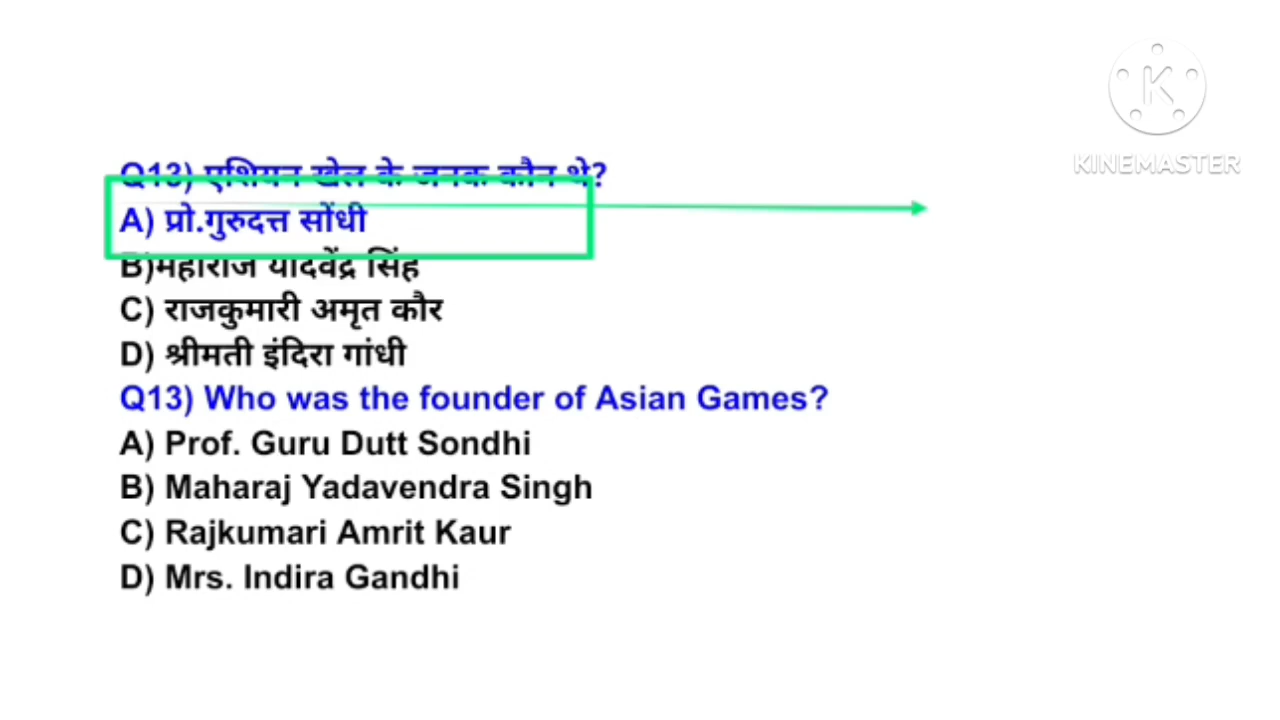 Q13) एशियन खेल के जनक कौन थे?
A) प्रो.गुरुदत्त सोंधी
B)महाराज यादवेंद्र सिंह
C) राजकुमारी अमृत कौर
D) श्रीमती इंदिरा गांधी
Q13) Who was the founder of Asian Games?
A) Prof. Guru Dutt Sondhi
B) Maharaj Yadavendra Singh
C) Rajkumari Amrit Kaur
D) Mrs. Indira Gandhi
K
KINEMASTER